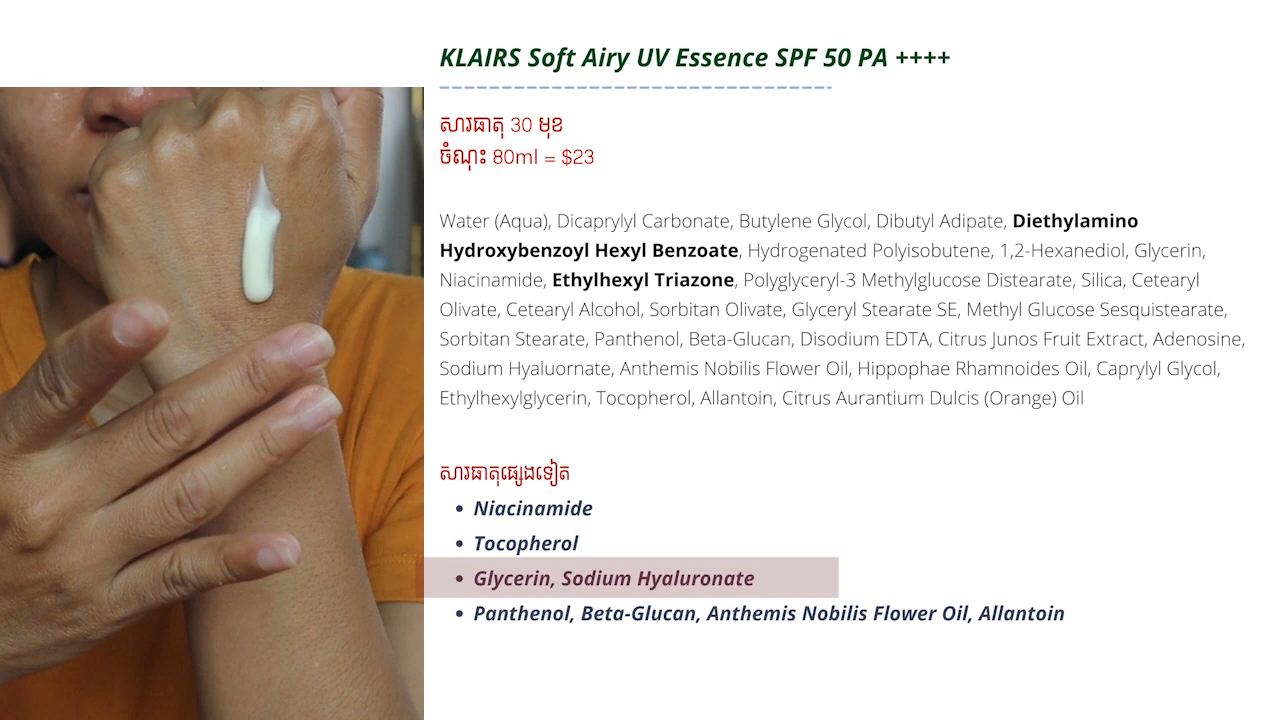 KLAIRS Soft Airy UV Essence SPF 50 PA ++++
សារធាតុ 30 មុខ
ចំណុះ 80ml = $23
Water (Aqua), Dicaprylyl Carbonate, Butylene Glycol, Dibutyl Adipate, Diethylamino
Hydroxybenzoyl Hexyl Benzoate, Hydrogenated Polyisobutene, 1,2-Hexanediol, Glycerin,
Niacinamide, Ethylhexyl Triazone, Polyglyceryl-3 Methylglucose Distearate, Silica, Cetearyl
Olivate, Cetearyl Alcohol, Sorbitan Olivate, Glyceryl Stearate SE, Methyl Glucose Sesquistearate,
Sorbitan Stearate, Panthenol, Beta-Glucan, Disodium EDTA, Citrus Junos Fruit Extract, Adenosine,
Sodium Hyaluornate, Anthemis Nobilis Flower Oil, Hippophae Rhamnoides Oil, Caprylyl Glycol,
Ethylhexylglycerin, Tocopherol, Allantoin, Citrus Aurantium Dulcis (Orange) Oil
សារធាតុផ្សេងទៀត
• Niacinamide
• Tocopherol
• Glycerin, Sodium Hyaluronate
• Panthenol, Beta-Glucan, Anthemis Nobilis Flower Oil, Allantoin